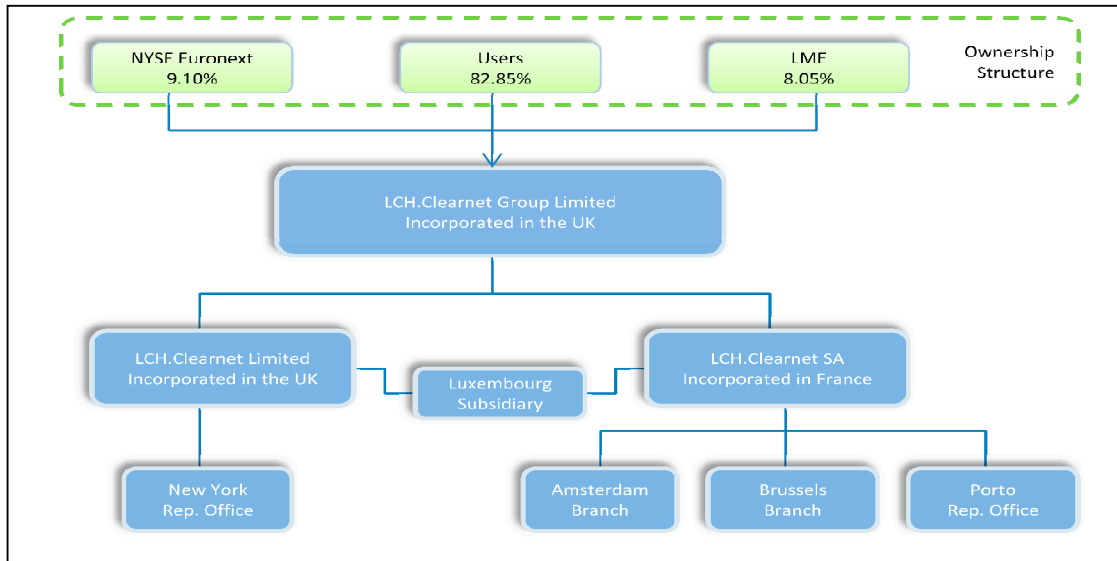 NYSE Euronext
9.10%
Users
82.85%
LME
8.05%
Ownership
Structure
LCH.Clearnet Group Limited
Incorporated in the UK
LCH.Clearnet Limited
Incorporated in the UK
Luxembourg
Subsidiary
LCH.Clearnet SA
Incorporated in France
New York
Rep. Office
Amsterdam
Branch
Brussels
Branch
Porto
Rep. Office